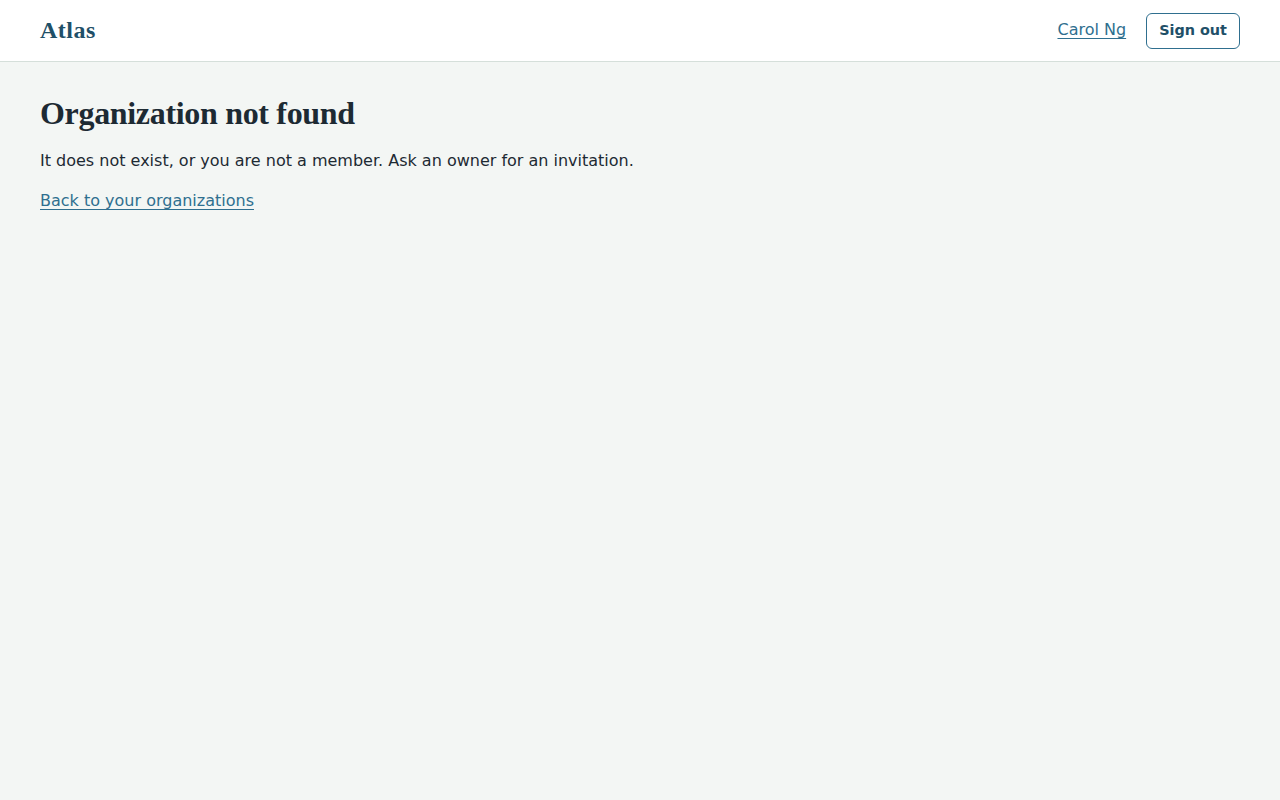 Atlas
Carol Ng
Sign out
Organization not found
It does not exist, or you are not a member. Ask an owner for an invitation.
Back to your organizations